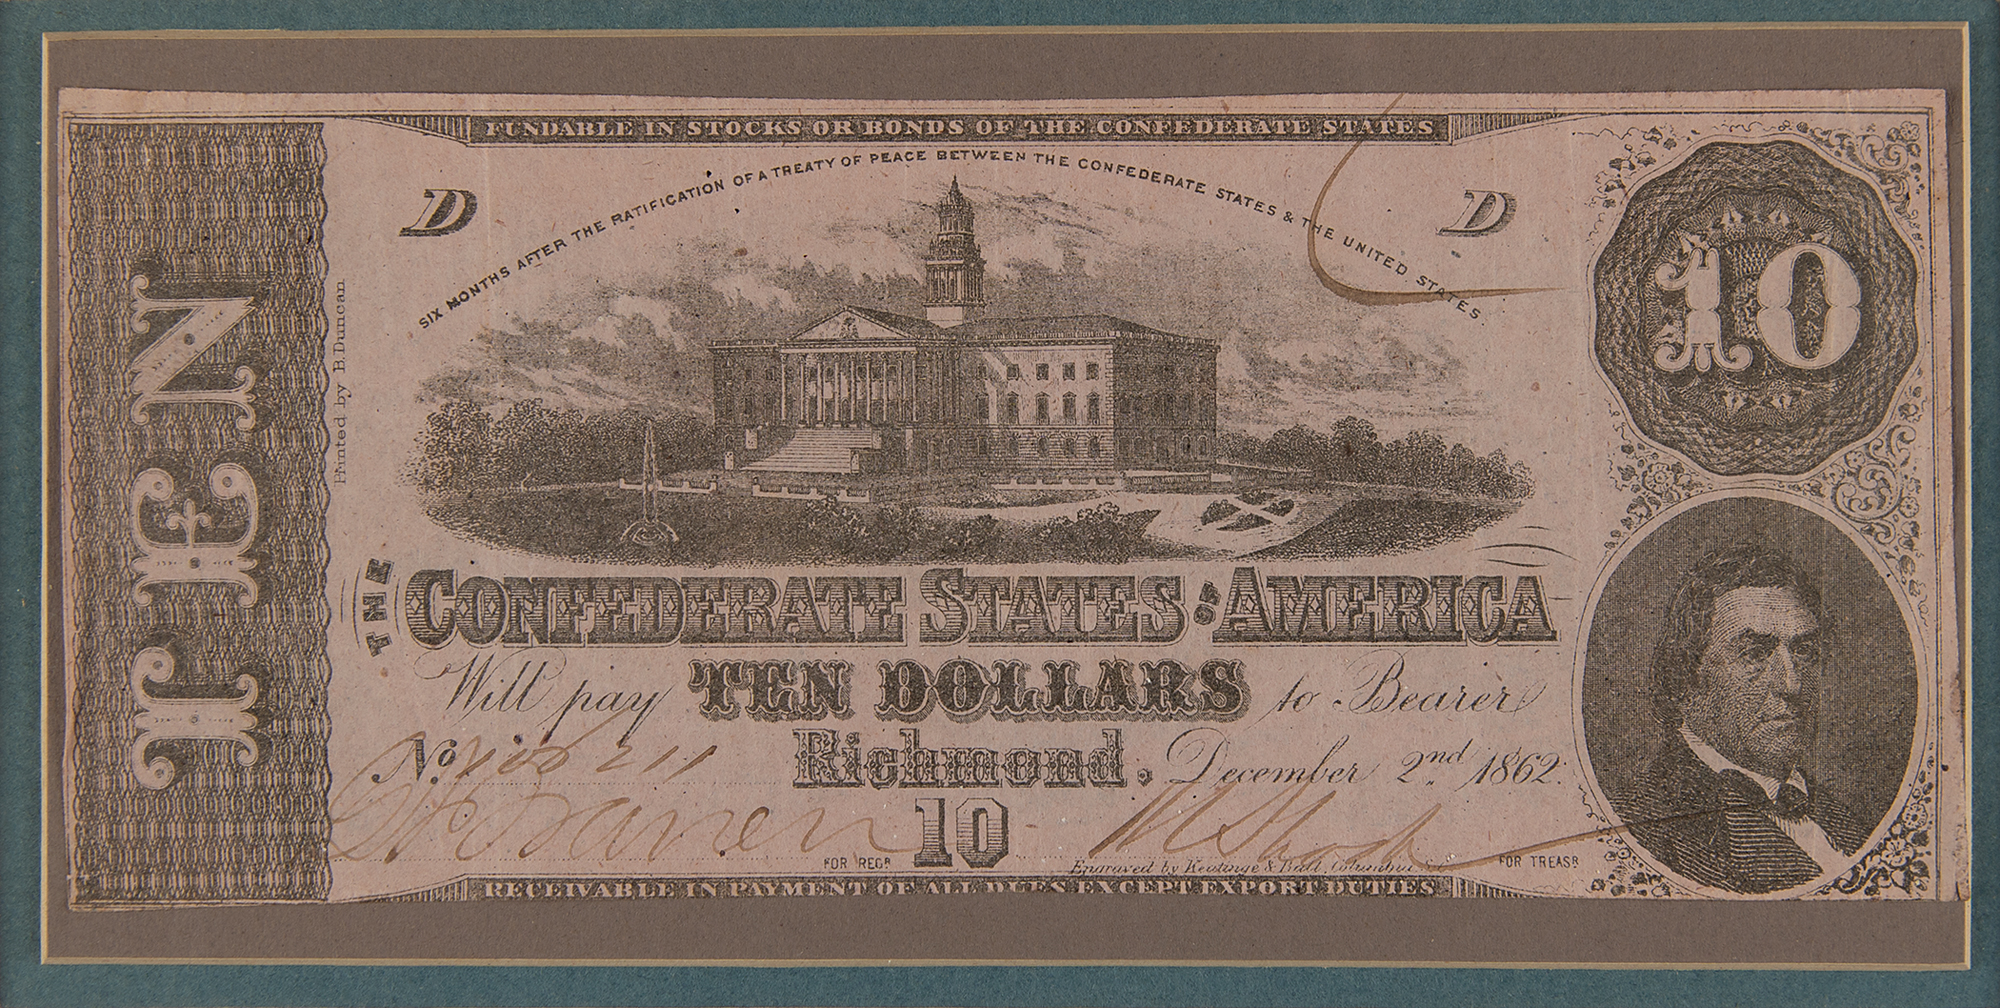 FUNDABLE IN STOCKS OR BONDS OF THE CONFEDERATE STATES
SIX MONTHS AFTER THE RATIFICATION OF A TREATY OF PEACE BETWEEN THE CONFEDERATE STATES & THE UNITED STATES.
D
D
10
TEN
Printed by B. Duncan
THE CONFEDERATE STATES OF AMERICA
Will pay TEN DOLLARS to Bearer
Richmond. December 2nd 1862.
No
10
FOR REGR
Engraved by Keatinge & Ball, Columbia
FOR TREASR
RECEIVABLE IN PAYMENT OF ALL DUES EXCEPT EXPORT DUTIES